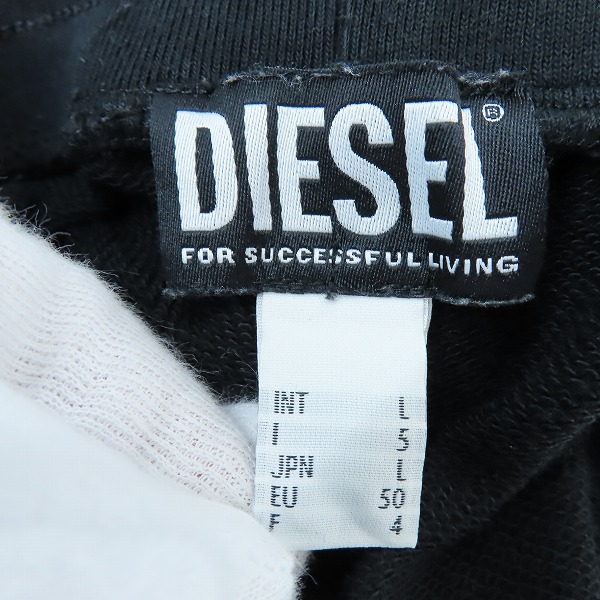 DIESEL®
FOR SUCCESSFUL LIVING
INT L
I 5
JPN L
EU 50
F 4